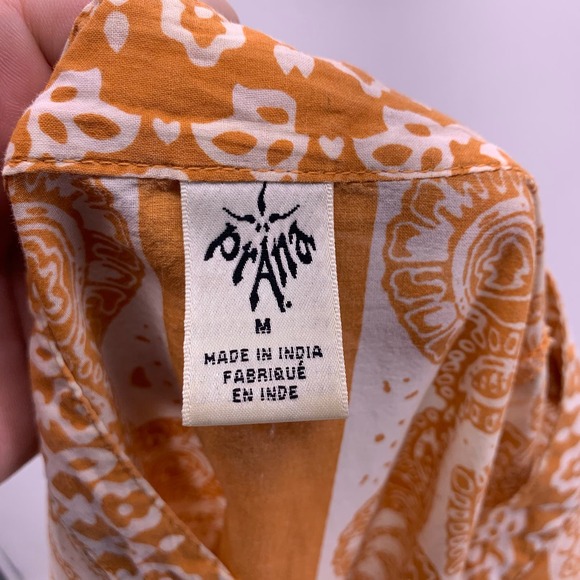 prAna
M
MADE IN INDIA
FABRIQUÉ
EN INDE